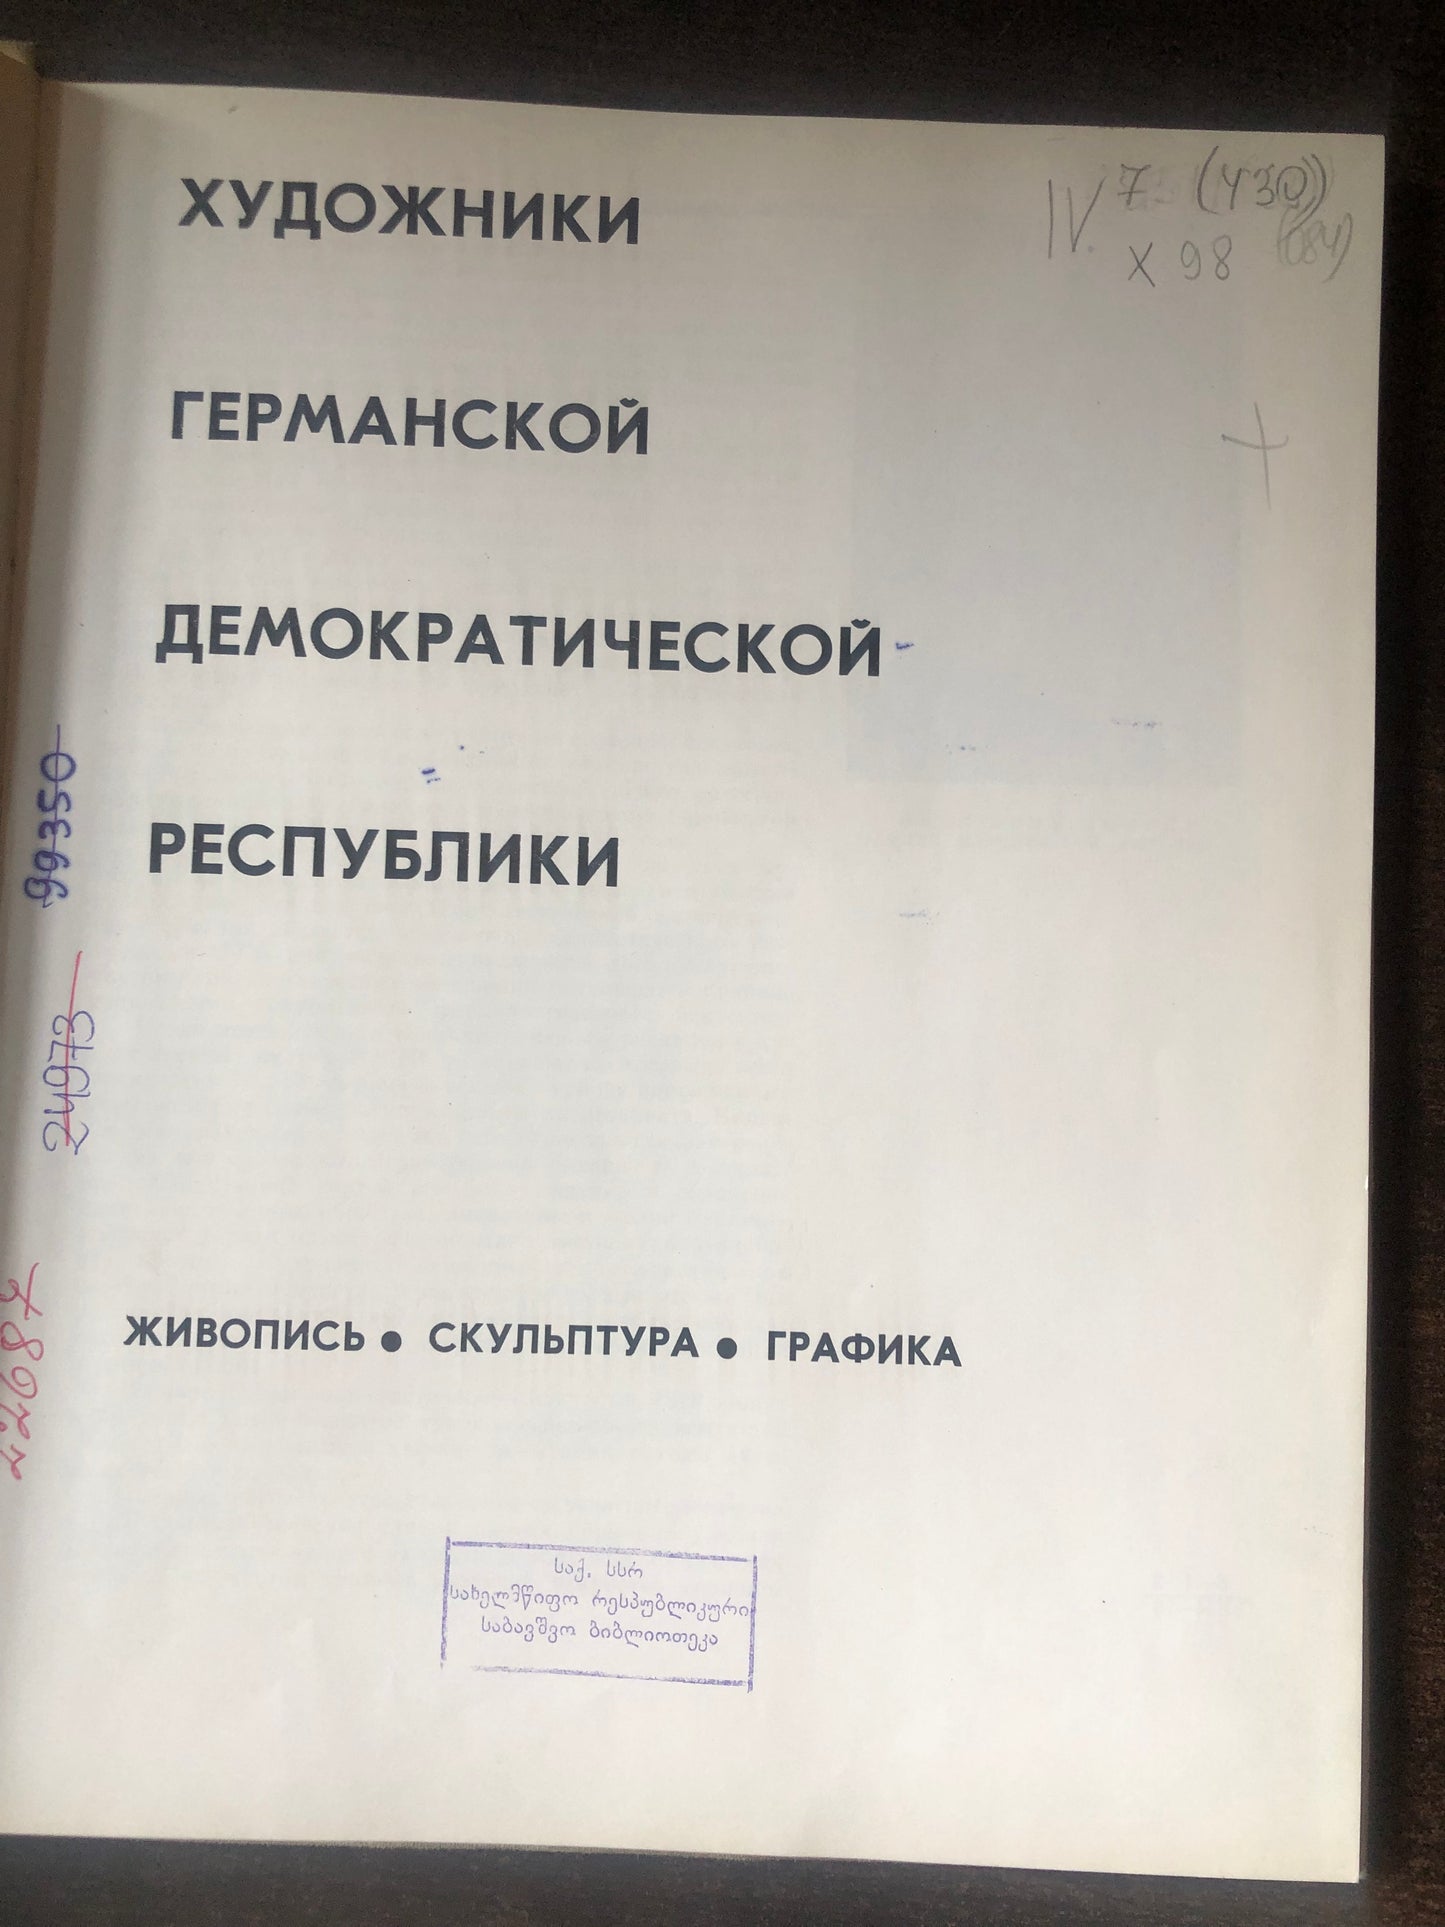 IV. 7 (430)
(084)
X 98
ХУДОЖНИКИ
ГЕРМАНСКОЙ
ДЕМОКРАТИЧЕСКОЙ
РЕСПУБЛИКИ
99350
24973
ЖИВОПИСЬ ● СКУЛЬПТУРА ● ГРАФИКА
საქ. სსრ
სახელმწიფო რესპუბლიკური
საბავშვო ბიბლიოთეკა